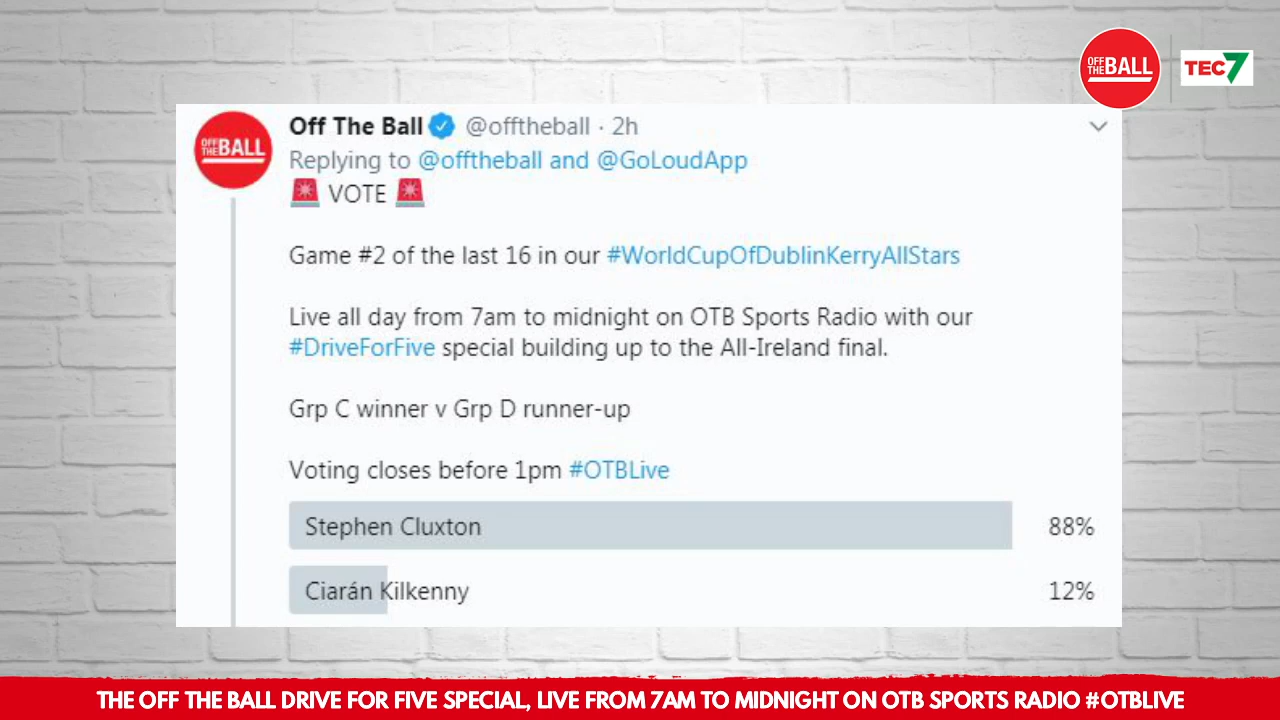 OFF THE BALL
TEC7
OFF THE BALL
Off The Ball @offtheball · 2h
Replying to @offtheball and @GoLoudApp
🚨 VOTE 🚨
Game #2 of the last 16 in our #WorldCupOfDublinKerryAllStars
Live all day from 7am to midnight on OTB Sports Radio with our
#DriveForFive special building up to the All-Ireland final.
Grp C winner v Grp D runner-up
Voting closes before 1pm #OTBLive
Stephen Cluxton 88%
Ciarán Kilkenny 12%
THE OFF THE BALL DRIVE FOR FIVE SPECIAL, LIVE FROM 7AM TO MIDNIGHT ON OTB SPORTS RADIO #OTBLIVE